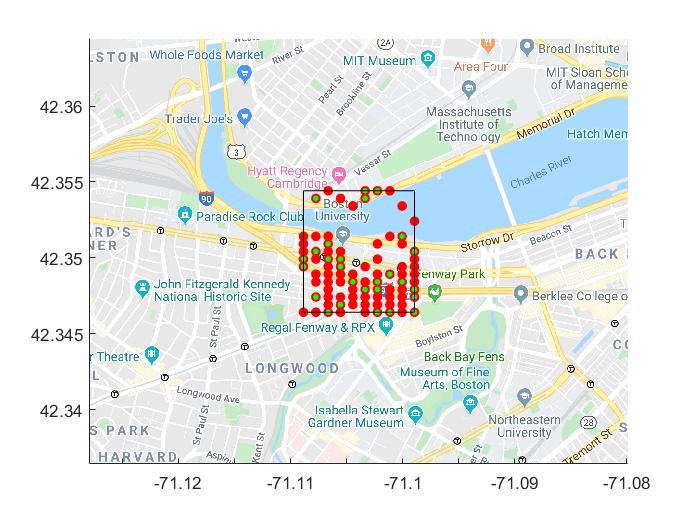 LSTON
Whole Foods Market
Weste
River St
2A
MIT Museum
Area Four
Broad Institute
MIT Sloan Scho
of Manageme
Pearl St
Brookline St
42.36
Trader Joe's
Massachusetts
Institute of
Technology
Memorial Dr
Hatch Mem
3
Vassar St
Hyatt Regency
Cambridge
Charles River
42.355
90
Paradise Rock Club
Boston
University
Beacon St
Storrow Dr
ARD'S
NER
BACK
42.35
Fenway Park
John Fitzgerald Kennedy
National Historic Site
Berklee College o
Regal Fenway & RPX
42.345
St Paul St
Boylston St
r Theatre
LONGWOOD
Back Bay Fens
Museum of Fine
Arts, Boston
CO
Longwood Ave
42.34
Isabella Stewart
Gardner Museum
Northeastern
University
28
S PARK
St Paul St
Kent St
Tremont St
HARVARD
Aspin
-71.12
-71.11
-71.1
-71.09
-71.08